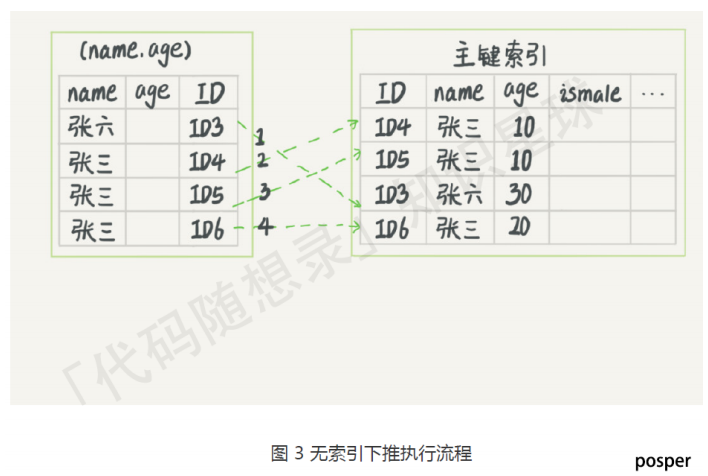 (name.age)
name age ID
张六 ID3
张三 ID4
张三 ID5
张三 ID6
1
2
3
4
主键索引
ID name age ismale ...
ID4 张三 10
ID5 张三 10
ID3 张六 30
ID6 张三 20
「代码随想录」知识星球
图 3 无索引下推执行流程
posper